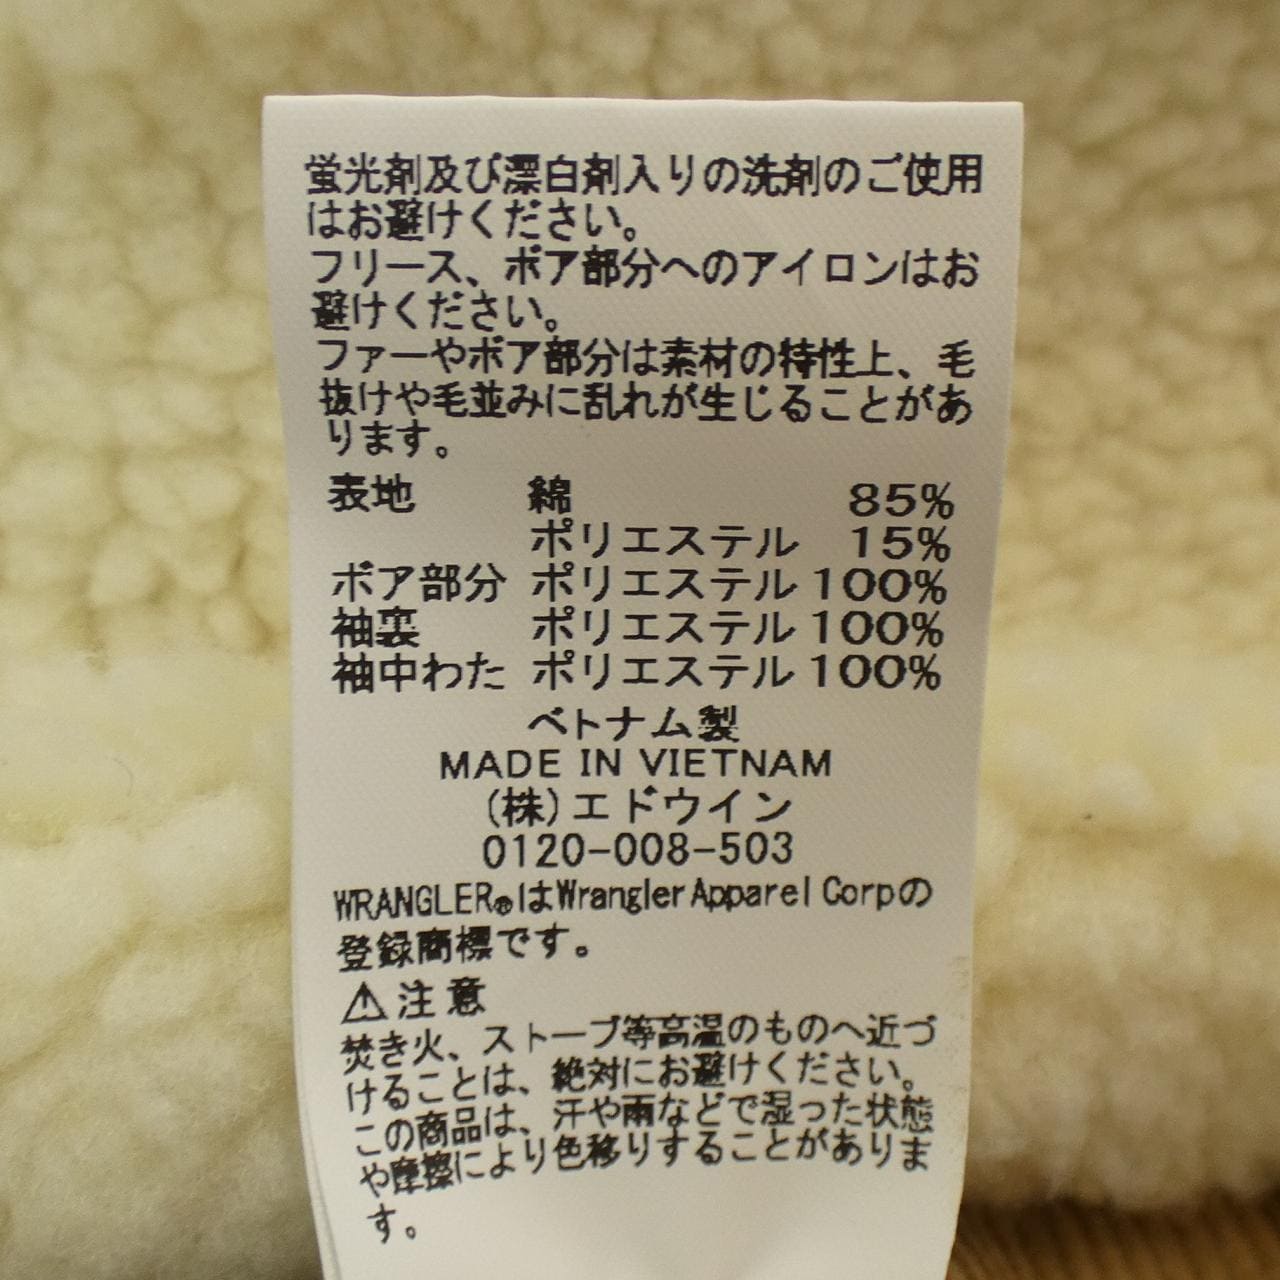 蛍光剤及び漂白剤入りの洗剤のご使用
はお避けください。
フリース、ボア部分へのアイロンはお
避けください。
ファーやボア部分は素材の特性上、毛
抜けや毛並みに乱れが生じることがあ
ります。
表地 綿 85%
ポリエステル 15%
ボア部分 ポリエステル 100%
袖裏 ポリエステル 100%
袖中わた ポリエステル 100%
ベトナム製
MADE IN VIETNAM
(株)エドウイン
0120-008-503
WRANGLER®はWrangler Apparel Corpの
登録商標です。
⚠注意
焚き火、ストーブ等高温のものへ近づ
けることは、絶対にお避けください。
この商品は、汗や雨などで湿った状態
や摩擦により色移りすることがありま
す。